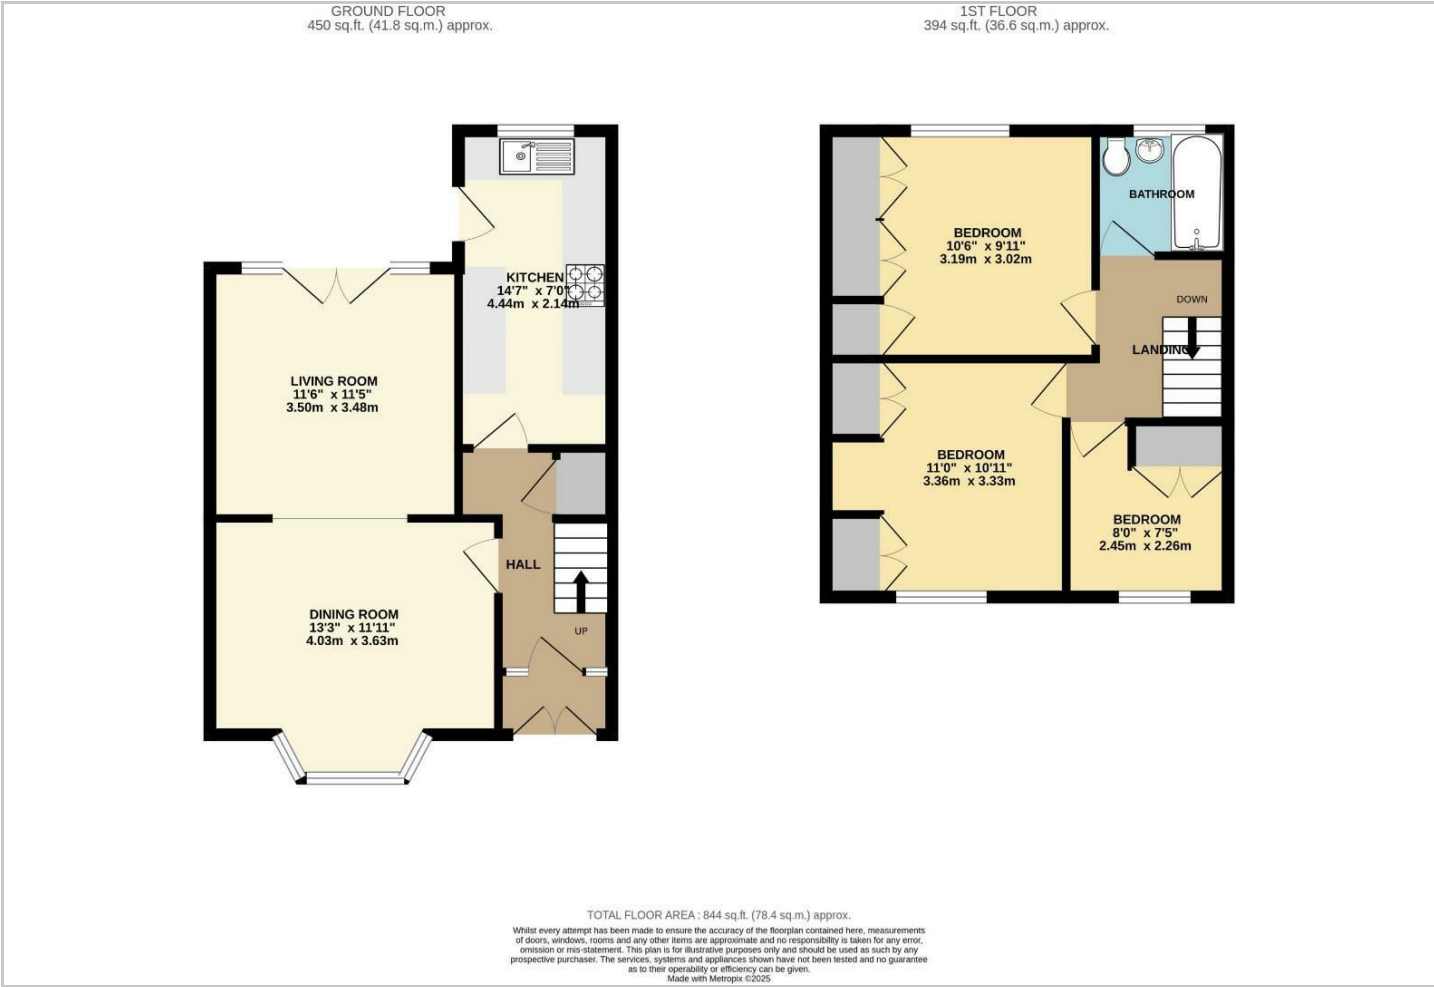 GROUND FLOOR
450 sq.ft. (41.8 sq.m.) approx.
1ST FLOOR
394 sq.ft. (36.6 sq.m.) approx.
KITCHEN
14'7" x 7'0"
4.44m x 2.14m
LIVING ROOM
11'6" x 11'5"
3.50m x 3.48m
HALL
DINING ROOM
13'3" x 11'11"
4.03m x 3.63m
UP
BATHROOM
BEDROOM
10'6" x 9'11"
3.19m x 3.02m
DOWN
LANDING
BEDROOM
11'0" x 10'11"
3.36m x 3.33m
BEDROOM
8'0" x 7'5"
2.45m x 2.26m
TOTAL FLOOR AREA : 844 sq.ft. (78.4 sq.m.) approx.
Whilst every attempt has been made to ensure the accuracy of the floorplan contained here, measurements
of doors, windows, rooms and any other items are approximate and no responsibility is taken for any error,
omission or mis-statement. This plan is for illustrative purposes only and should be used as such by any
prospective purchaser. The services, systems and appliances shown have not been tested and no guarantee
as to their operability or efficiency can be given.
Made with Metropix ©2025